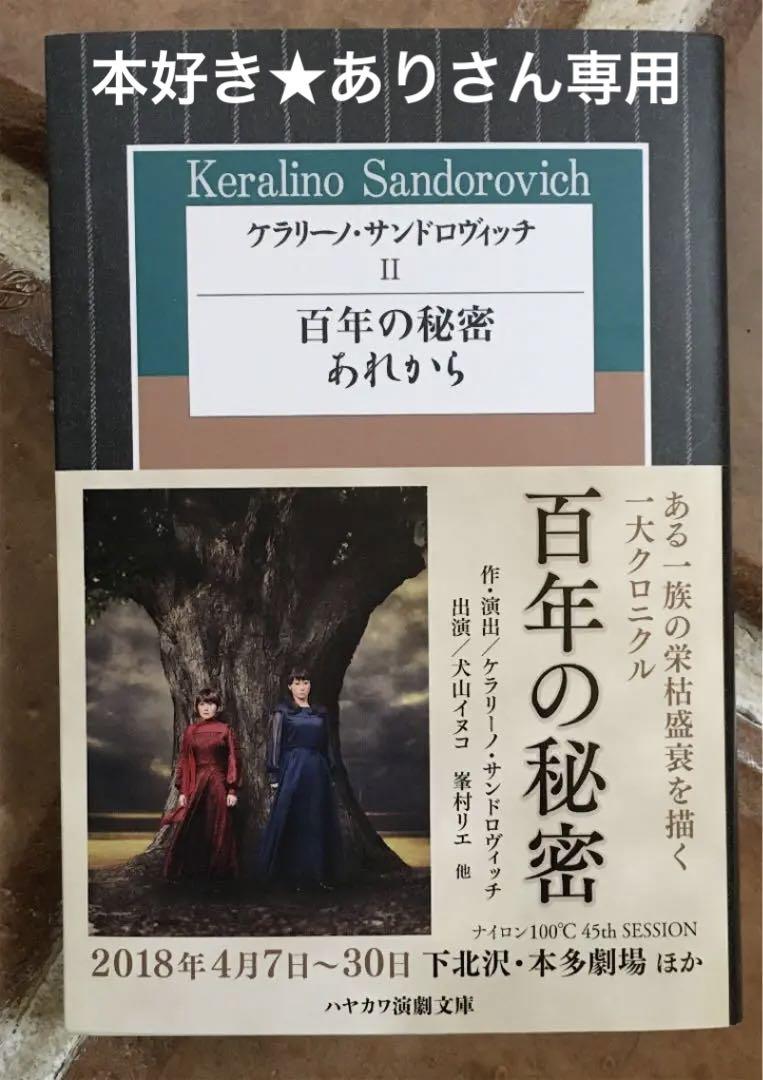 本好き★ありさん専用
Keralino Sandorovich
ケラリーノ・サンドロヴィッチ
II
百年の秘密
あれから
ある一族の栄枯盛衰を描く
一大クロニクル
百年の秘密
作・演出／ケラリーノ・サンドロヴィッチ
出演／犬山イヌコ 峯村リエ 他
ナイロン100℃ 45th SESSION
2018年4月7日～30日 下北沢・本多劇場 ほか
ハヤカワ演劇文庫